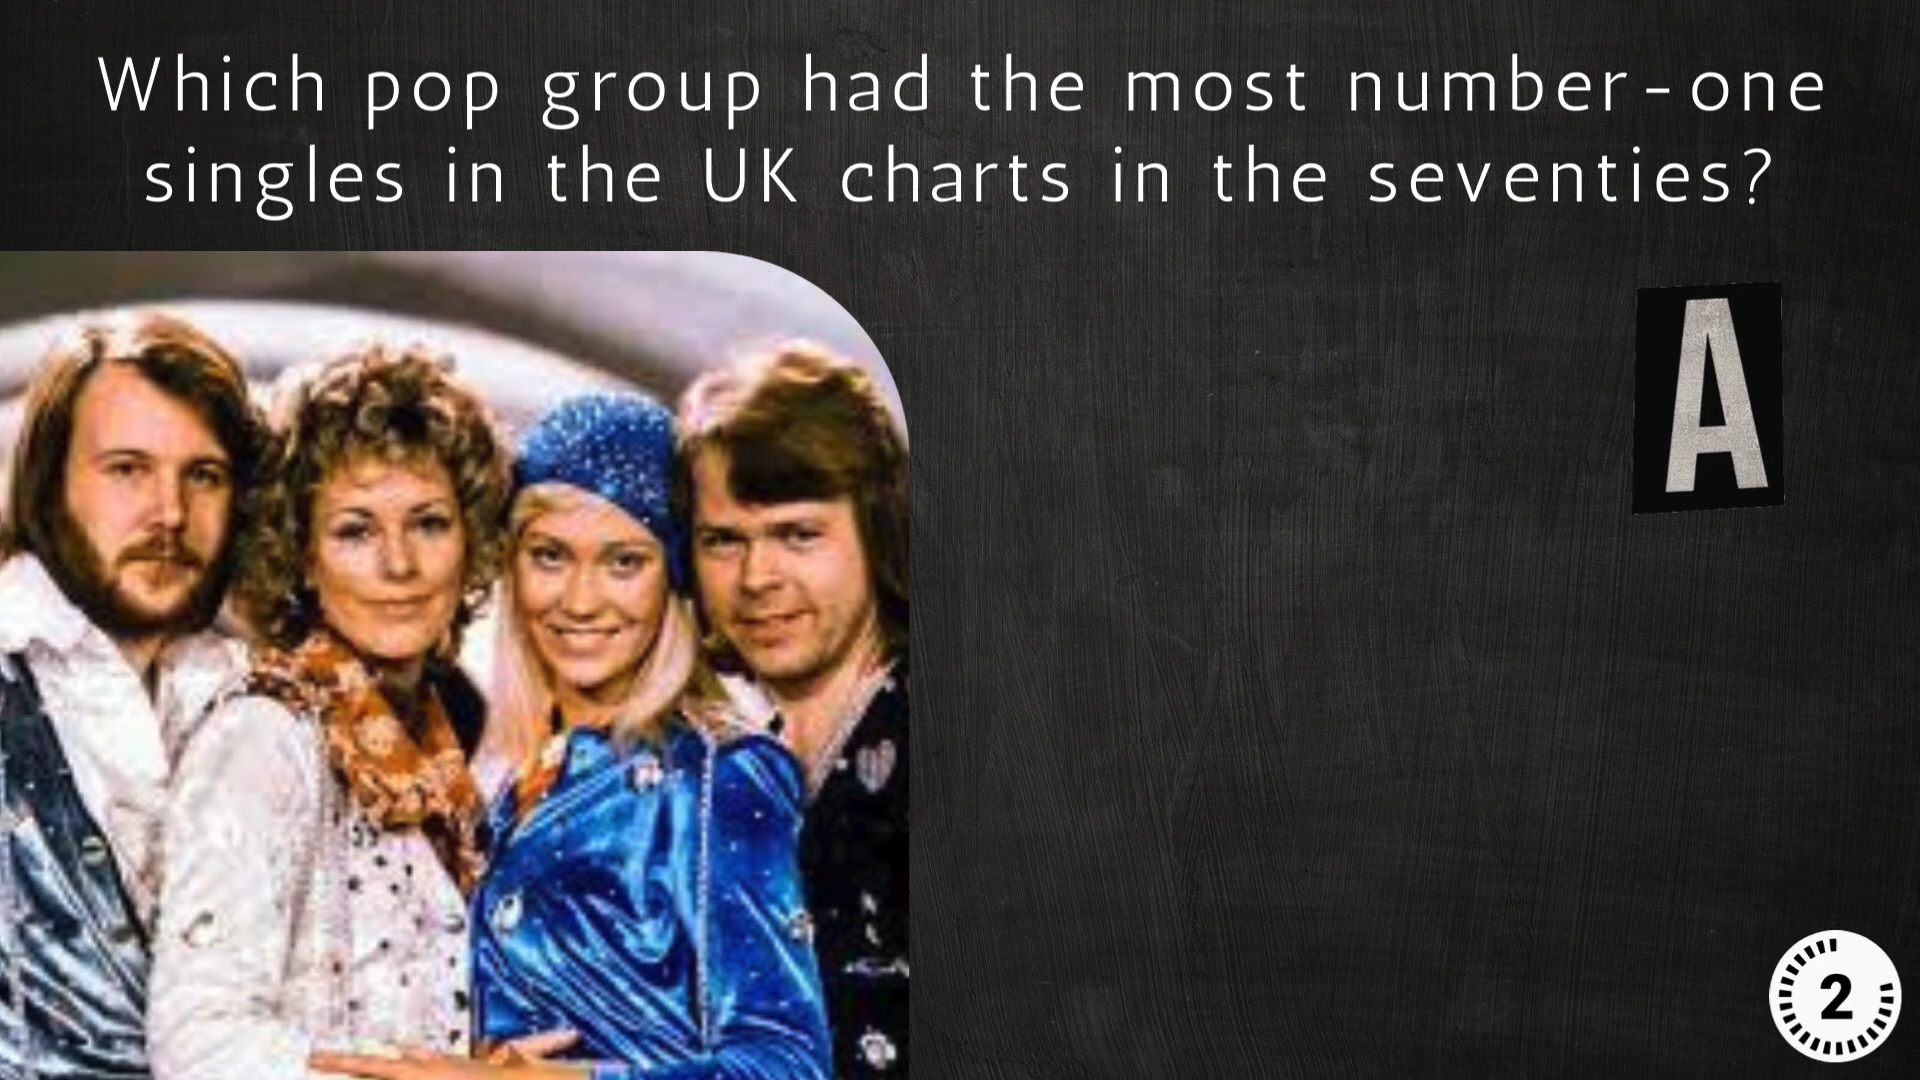 Which pop group had the most number-one
singles in the UK charts in the seventies?
A
2